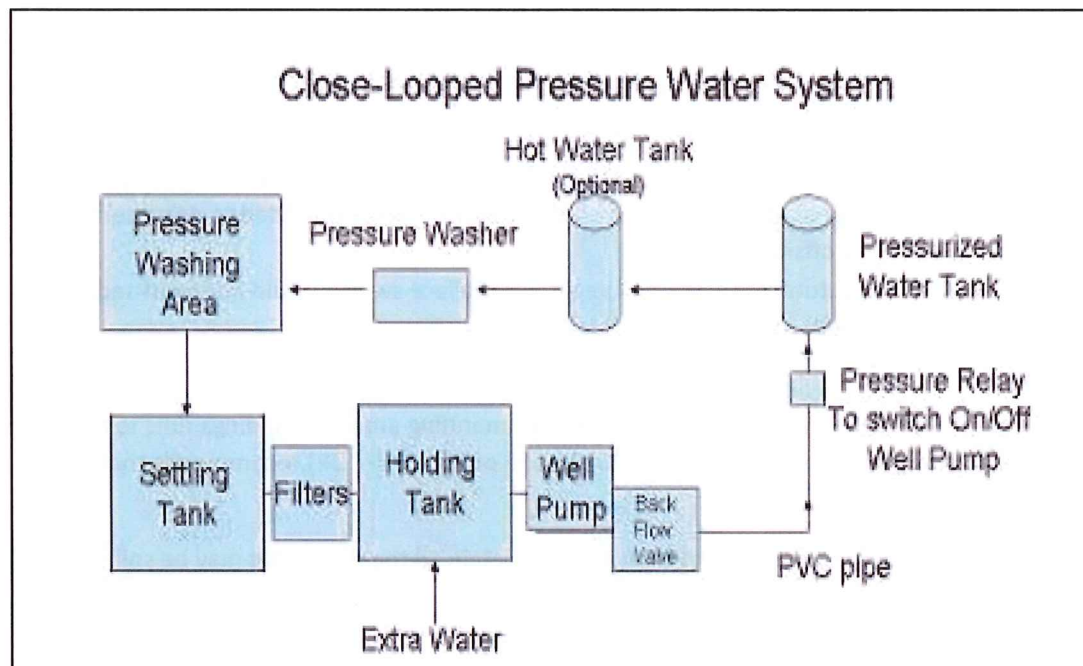 Close-Looped Pressure Water System
Hot Water Tank
(Optional)
Pressure
Washing
Area
Pressure Washer
Pressurized
Water Tank
Pressure Relay
To switch On/Off
Well Pump
Settling
Tank
Filters
Holding
Tank
Well
Pump
Back
Flow
Valve
PVC pipe
Extra Water